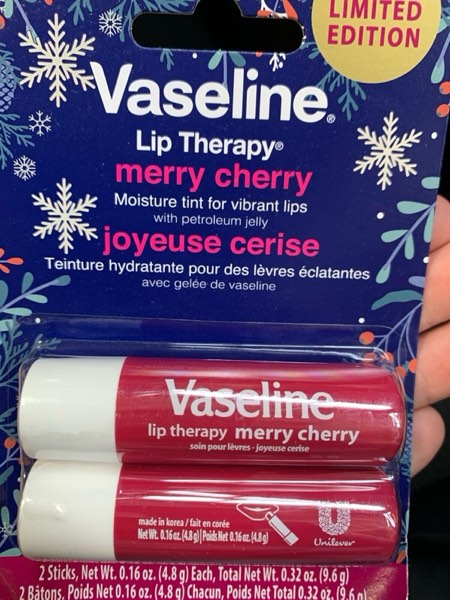 LIMITED
EDITION
Vaseline®
Lip Therapy®
merry cherry
Moisture tint for vibrant lips
with petroleum jelly
joyeuse cerise
Teinture hydratante pour des lèvres éclatantes
avec gelée de vaseline
Vaseline
lip therapy merry cherry
soin pour lèvres · joyeuse cerise
made in korea / fait en corée
Net Wt. 0.16 oz. (4.8 g) | Poids Net 0.16 oz. (4.8 g)
Unilever
2 Sticks, Net Wt. 0.16 oz. (4.8 g) Each, Total Net Wt. 0.32 oz. (9.6 g)
2 Bâtons, Poids Net 0.16 oz. (4.8 g) Chacun, Poids Net Total 0.32 oz. (9.6 g)